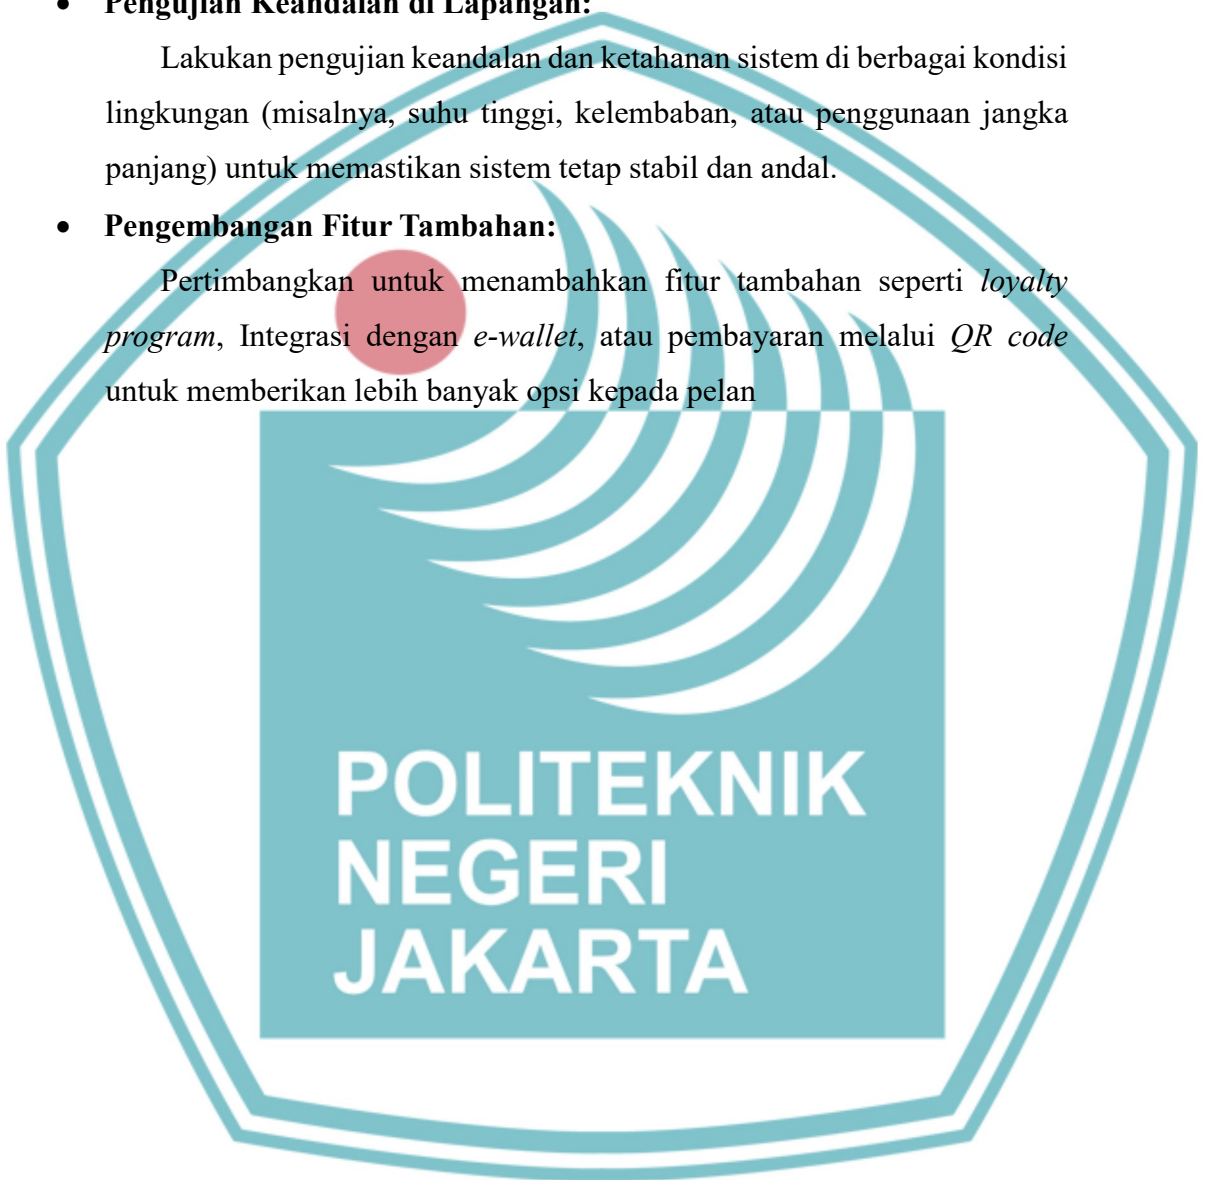 • Pengujian Keandalan di Lapangan:
Lakukan pengujian keandalan dan ketahanan sistem di berbagai kondisi
lingkungan (misalnya, suhu tinggi, kelembaban, atau penggunaan jangka
panjang) untuk memastikan sistem tetap stabil dan andal.
• Pengembangan Fitur Tambahan:
Pertimbangkan untuk menambahkan fitur tambahan seperti loyalty
program, Integrasi dengan e-wallet, atau pembayaran melalui QR code
untuk memberikan lebih banyak opsi kepada pelan
POLITEKNIK
NEGERI
JAKARTA